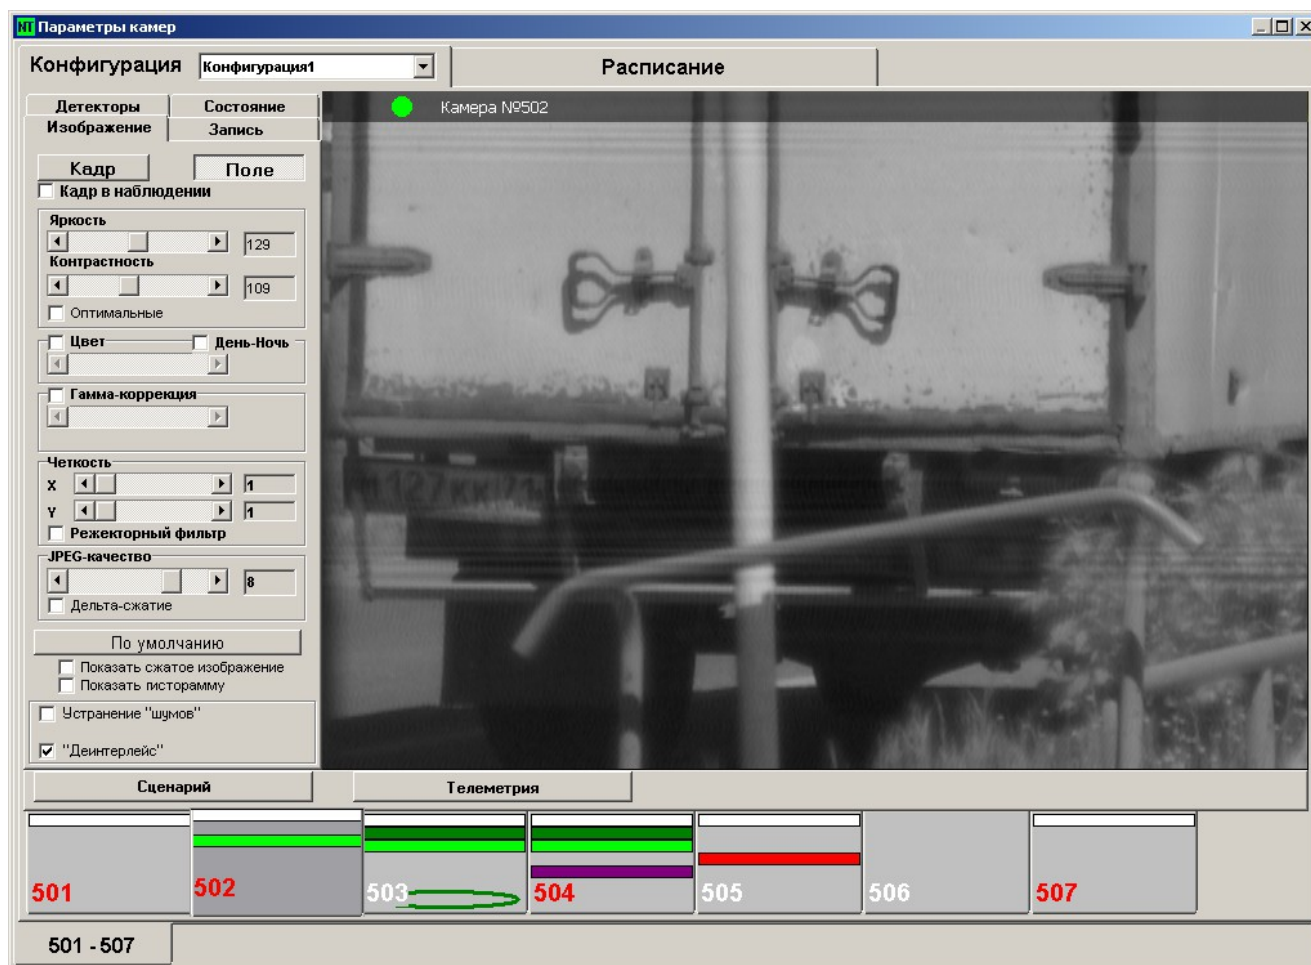 NT Параметры камер
Конфигурация Конфигурация1 Расписание
Детекторы Состояние
Изображение Запись
Камера №502
Кадр Поле
Кадр в наблюдении
Яркость
129
Контрастность
109
Оптимальные
Цвет День-Ночь
Гамма-коррекция
Четкость
X 1
Y 1
Режекторный фильтр
JPEG-качество
8
Дельта-сжатие
По умолчанию
Показать сжатое изображение
Показать гисторамму
Устранение "шумов"
"Деинтерлейс"
Сценарий Телеметрия
501 502 503 504 505 506 507
501 - 507